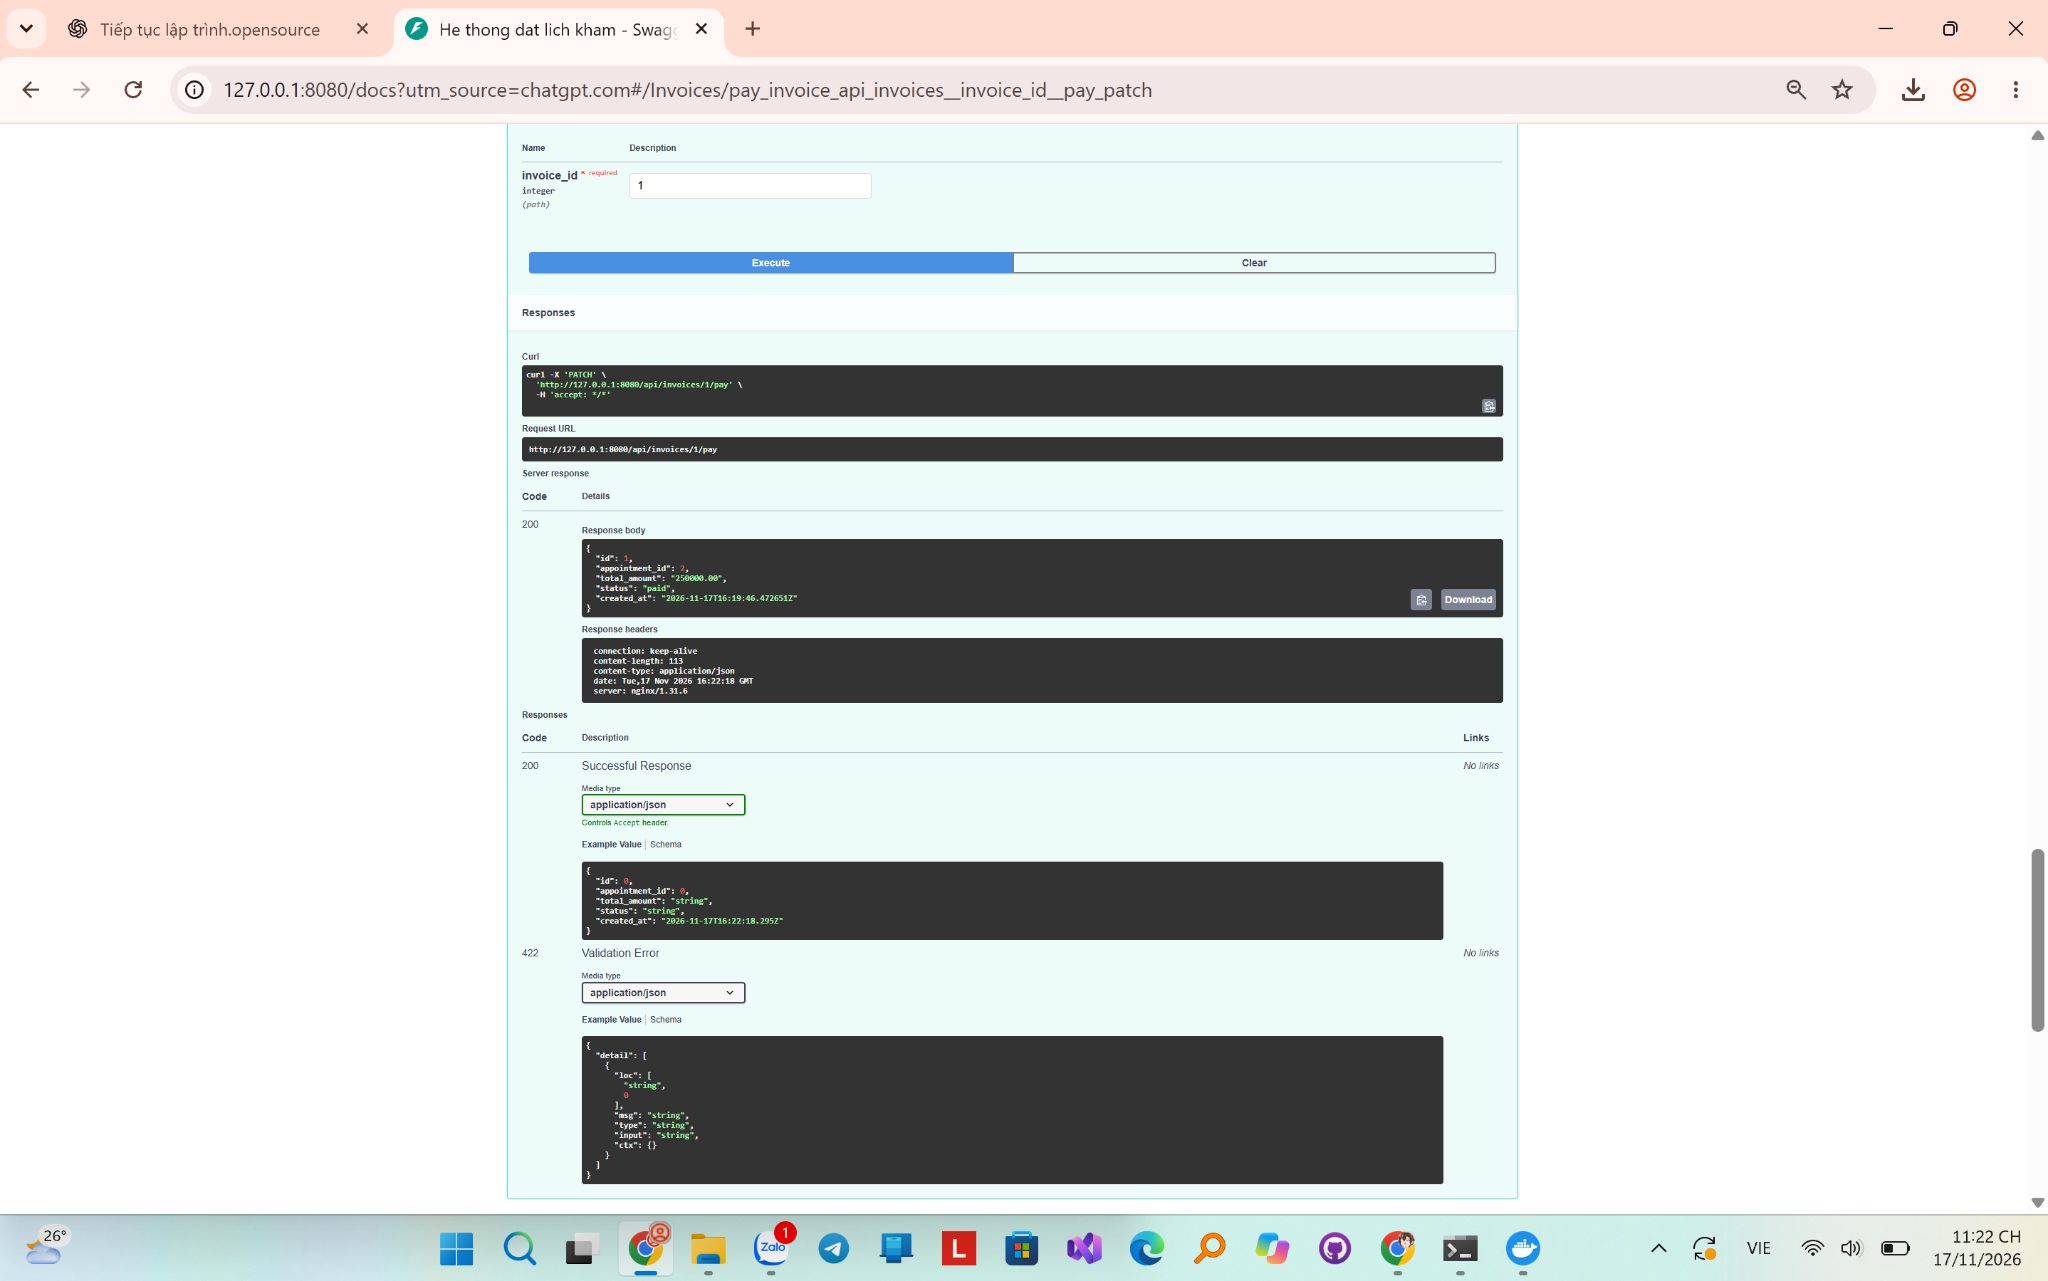 Tiếp tục lập trình.opensource
He thong dat lich kham - Swag
127.0.0.1:8080/docs?utm_source=chatgpt.com#/Invoices/pay_invoice_api_invoices__invoice_id__pay_patch
Name Description
invoice_id * required
integer
(path)
1
Execute Clear
Responses
Curl
curl -X 'PATCH' \
'http://127.0.0.1:8080/api/invoices/1/pay' \
-H 'accept: */*'
Request URL
http://127.0.0.1:8080/api/invoices/1/pay
Server response
Code Details
200
Response body
{
"id": 1,
"appointment_id": 2,
"total_amount": "250000.00",
"status": "paid",
"created_at": "2026-11-17T16:19:46.472651Z"
}
Download
Response headers
connection: keep-alive
content-length: 113
content-type: application/json
date: Tue,17 Nov 2026 16:22:18 GMT
server: nginx/1.31.6
Responses
Code Description Links
200 Successful Response No links
Media type
application/json
Controls Accept header.
Example Value | Schema
{
"id": 0,
"appointment_id": 0,
"total_amount": "string",
"status": "string",
"created_at": "2026-11-17T16:22:18.295Z"
}
422 Validation Error No links
Media type
application/json
Example Value | Schema
{
"detail": [
{
"loc": [
"string",
0
],
"msg": "string",
"type": "string",
"input": "string",
"ctx": {}
}
]
}
26°
Zalo
1
L
VIE
11:22 CH
17/11/2026